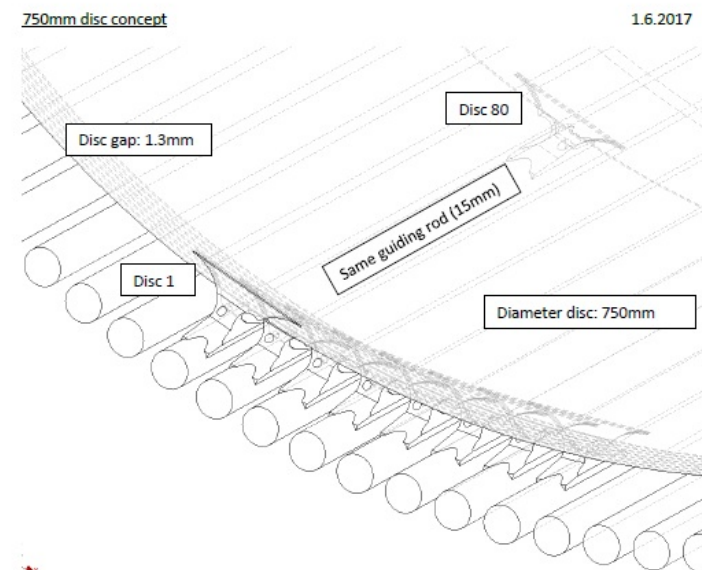 750mm disc concept
1.6.2017
Disc 80
Disc gap: 1.3mm
Same guiding rod (15mm)
Disc 1
Diameter disc: 750mm